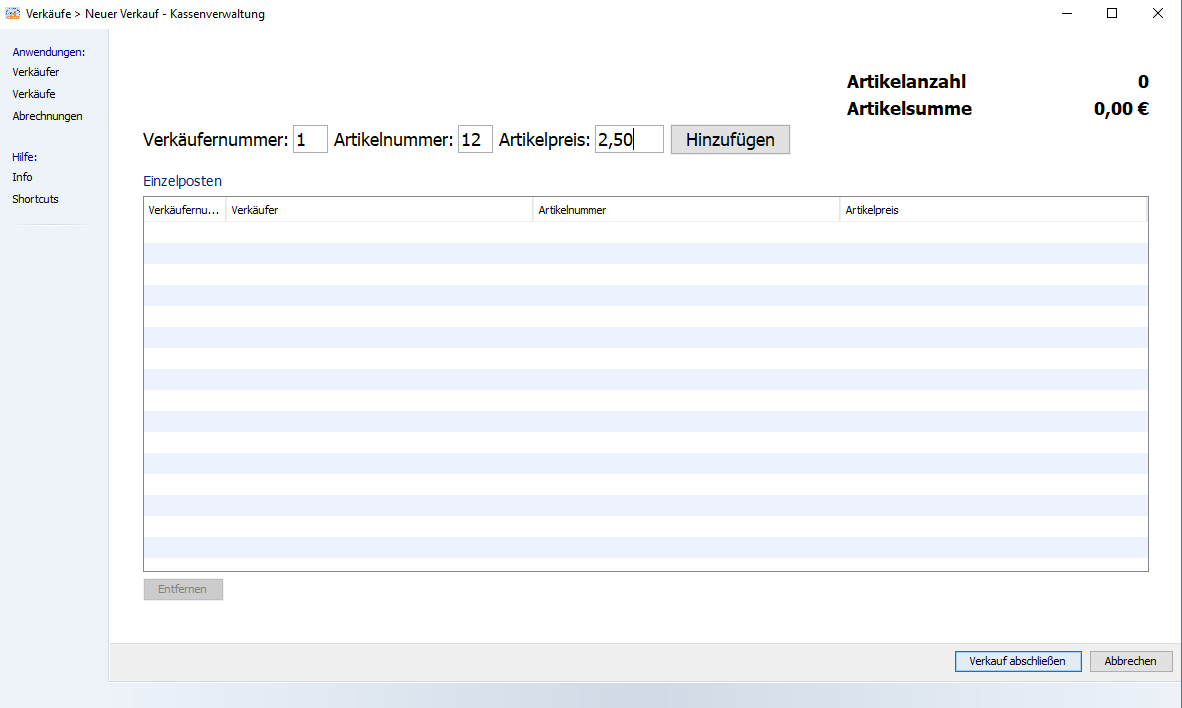 Verkäufe > Neuer Verkauf - Kassenverwaltung
Anwendungen:
Verkäufer
Verkäufe
Abrechnungen
Hilfe:
Info
Shortcuts
Artikelanzahl 0
Artikelsumme 0,00 €
Verkäufernummer: 1 Artikelnummer: 12 Artikelpreis: 2,50 Hinzufügen
Einzelposten
Verkäufernu... Verkäufer Artikelnummer Artikelpreis
Entfernen
Verkauf abschließen Abbrechen